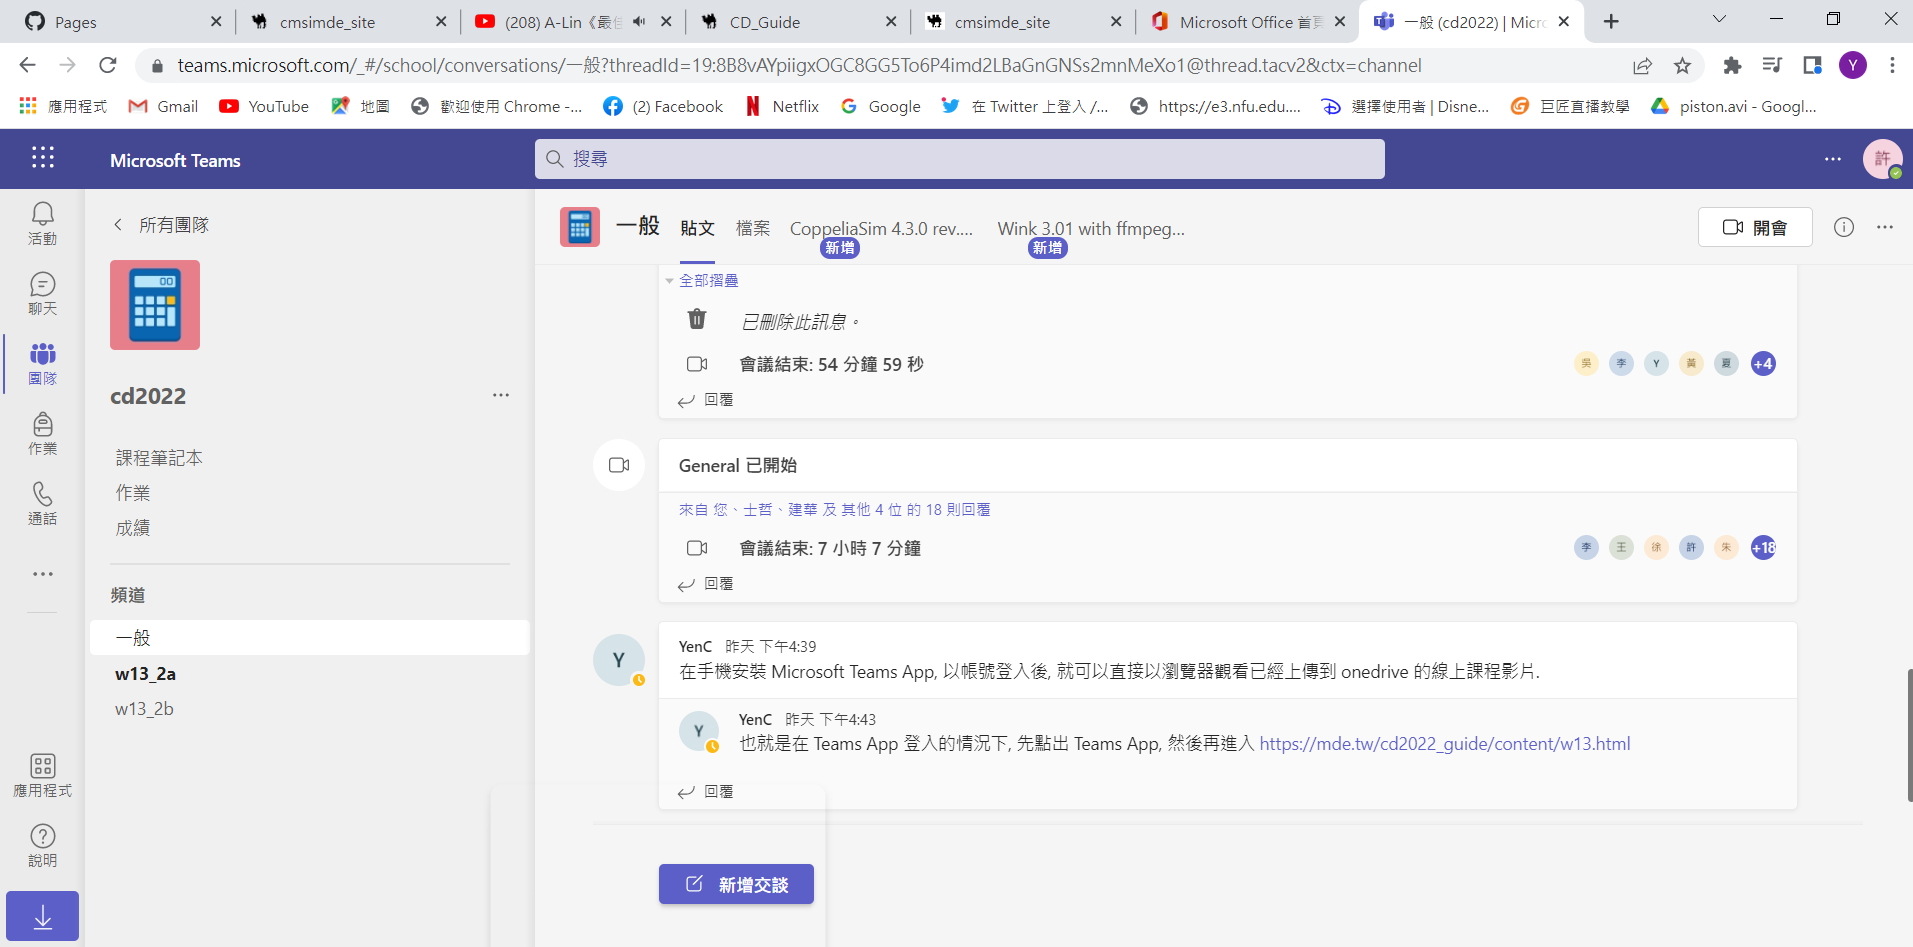 Pages
cmsimde_site
(208) A-Lin《最佳
CD_Guide
cmsimde_site
Microsoft Office 首頁
一般 (cd2022) | Micro
teams.microsoft.com/_#/school/conversations/一般?threadId=19:8B8vAYpiigxOGC8GG5To6P4imd2LBaGnGNSs2mnMeXo1@thread.tacv2&ctx=channel
Y
應用程式
Gmail
YouTube
地圖
歡迎使用 Chrome -...
(2) Facebook
Netflix
Google
在 Twitter 上登入 /...
https://e3.nfu.edu....
選擇使用者 | Disne...
巨匠直播教學
piston.avi - Googl...
Microsoft Teams
搜尋
許
活動
聊天
團隊
作業
通話
應用程式
說明
所有團隊
cd2022
課程筆記本
作業
成績
頻道
一般
w13_2a
w13_2b
一般
貼文
檔案
CoppeliaSim 4.3.0 rev....
新增
Wink 3.01 with ffmpeg...
新增
開會
全部摺疊
已刪除此訊息。
會議結束: 54 分鐘 59 秒
吳 李 Y 黃 夏 +4
回覆
General 已開始
來自 您、士哲、建華 及 其他 4 位 的 18 則回覆
會議結束: 7 小時 7 分鐘
李 王 徐 許 朱 +18
回覆
Y
YenC 昨天 下午4:39
在手機安裝 Microsoft Teams App, 以帳號登入後, 就可以直接以瀏覽器觀看已經上傳到 onedrive 的線上課程影片.
Y
YenC 昨天 下午4:43
也就是在 Teams App 登入的情況下, 先點出 Teams App, 然後再進入 https://mde.tw/cd2022_guide/content/w13.html
回覆
新增交談